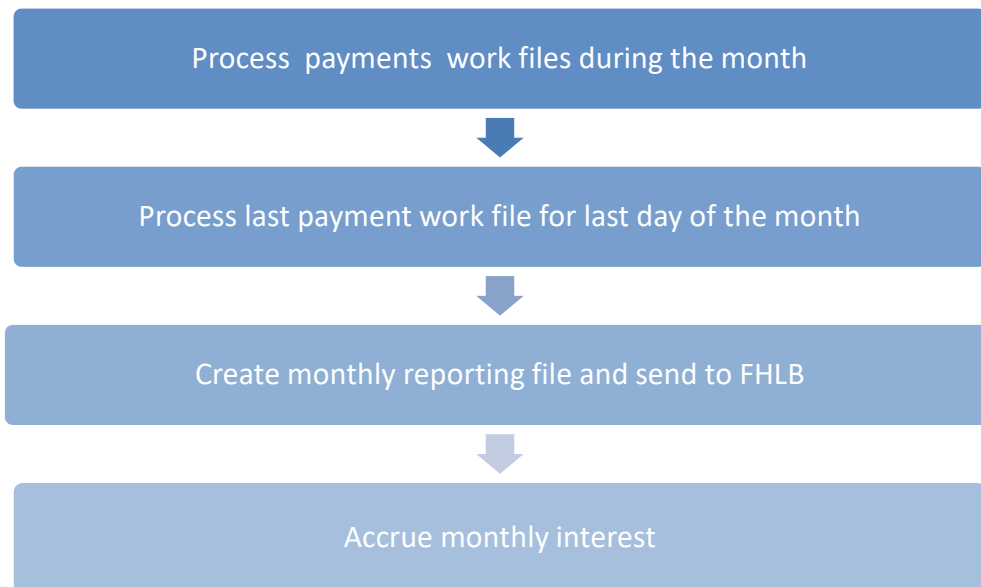 Process payments work files during the month
Process last payment work file for last day of the month
Create monthly reporting file and send to FHLB
Accrue monthly interest